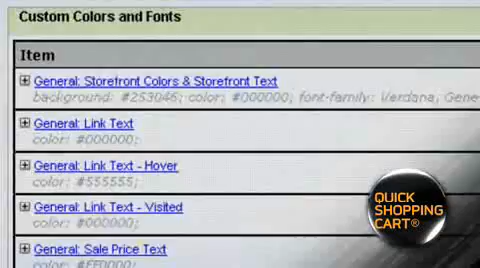 Custom Colors and Fonts
Item
General: Storefront Colors & Storefront Text
background: #253046; color: #000000; font-family: Verdana, Gene
General: Link Text
color: #000000;
General: Link Text - Hover
color: #555555;
General: Link Text - Visited
color: #000000;
General: Sale Price Text
color: #FF0000;
QUICK
SHOPPING
CART®